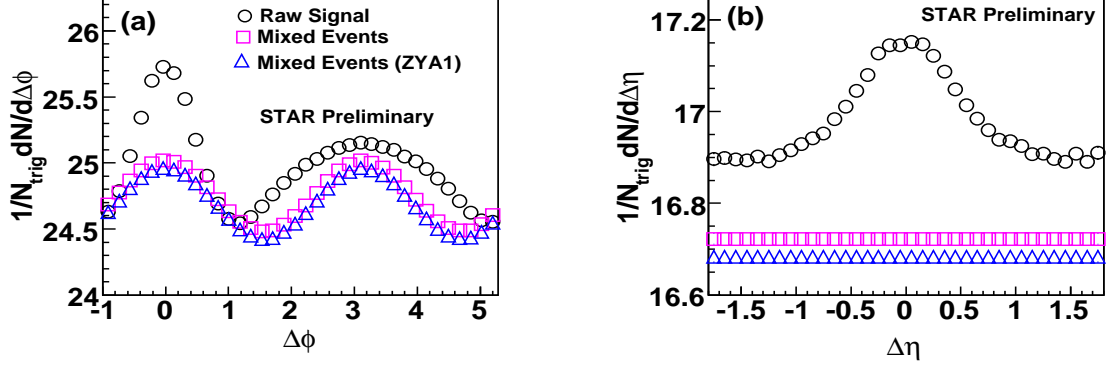 (a)
Raw Signal
Mixed Events
Mixed Events (ZYA1)
STAR Preliminary
1/N_trig dN/dΔϕ
26
25.5
25
24.5
24
-1 0 1 2 3 4 5
Δϕ
(b)
STAR Preliminary
1/N_trig dN/dΔη
17.2
17
16.8
16.6
-1.5 -1 -0.5 0 0.5 1 1.5
Δη